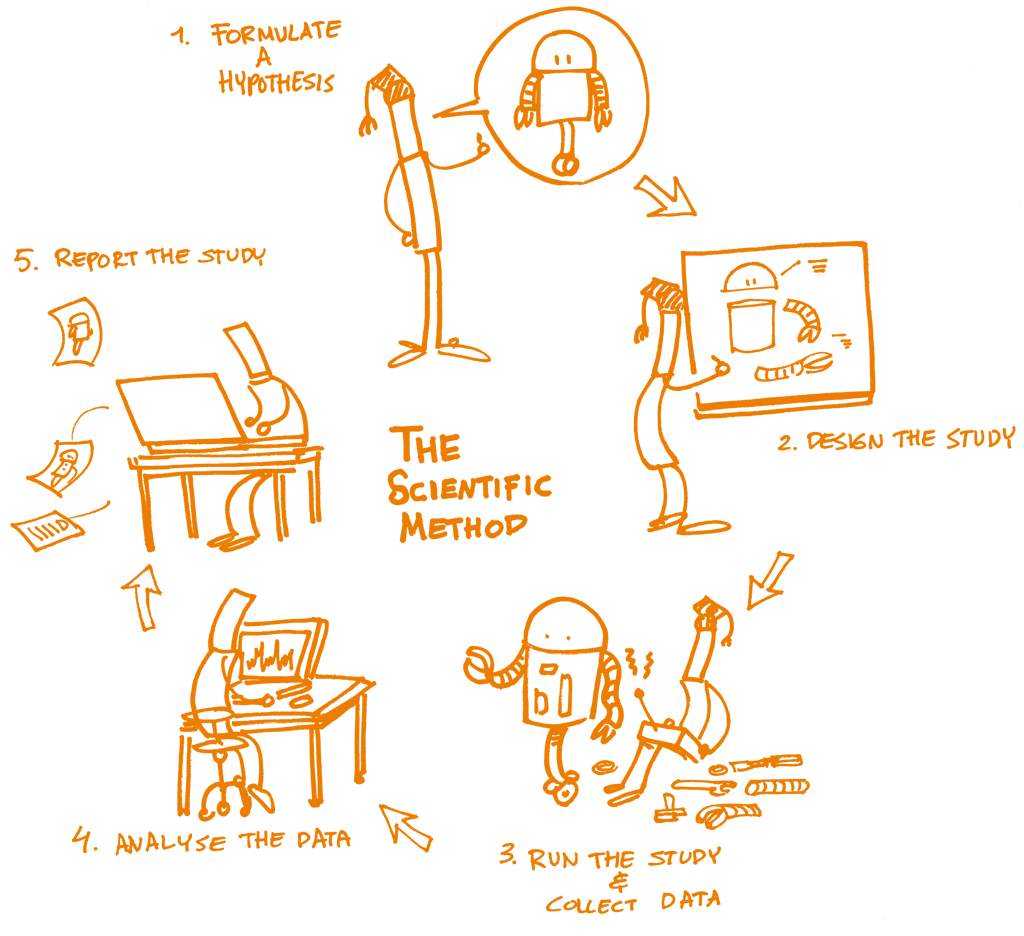 1. FORMULATE
A
HYPOTHESIS
2. DESIGN THE STUDY
3. RUN THE STUDY
&
COLLECT DATA
4. ANALYSE THE DATA
5. REPORT THE STUDY
THE
SCIENTIFIC
METHOD